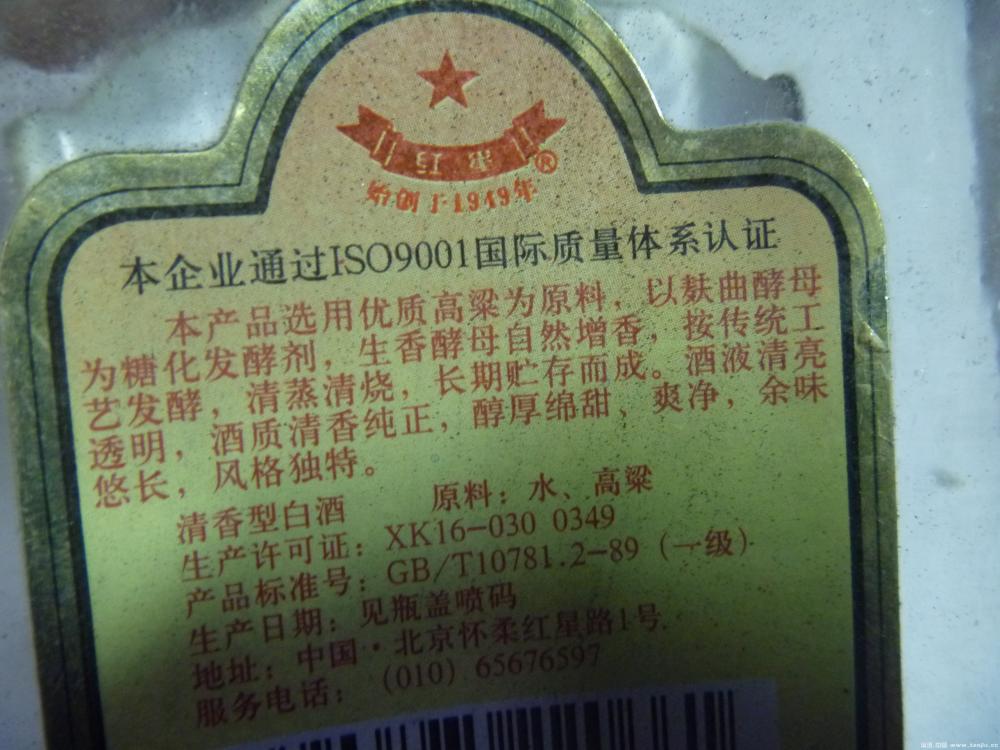 始创于1949年
本企业通过ISO9001国际质量体系认证
本产品选用优质高粱为原料，以麸曲酵母
为糖化发酵剂，生香酵母自然增香，按传统工
艺发酵，清蒸清烧，长期贮存而成。酒液清亮
透明，酒质清香纯正，醇厚绵甜、爽净，余味
悠长，风格独特。
清香型白酒 原料：水、高粱
生产许可证：XK16-030 0349
产品标准号：GB/T10781.2-89（一级）
生产日期：见瓶盖喷码
地址：中国·北京怀柔红星路1号
服务电话：（010）65676597